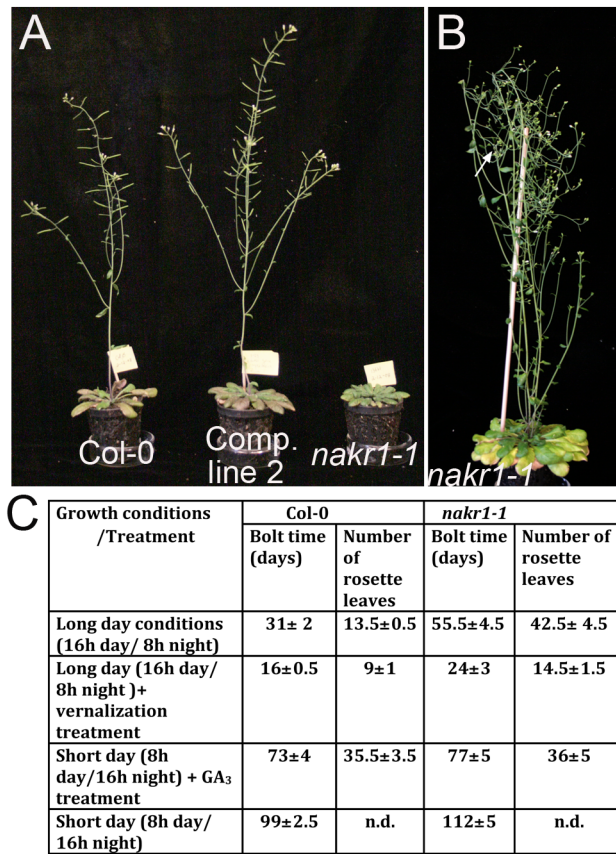 A
B
Col-0
Comp.
line 2
nakr1-1
nakr1-1
C
Growth conditions
/Treatment
Col-0
nakr1-1
Bolt time
(days)
Number
of
rosette
leaves
Bolt time
(days)
Number of
rosette
leaves
Long day conditions
(16h day/ 8h night)
31± 2
13.5±0.5
55.5±4.5
42.5± 4.5
Long day (16h day/
8h night )+
vernalization
treatment
16±0.5
9±1
24±3
14.5±1.5
Short day (8h
day/16h night) + GA₃
treatment
73±4
35.5±3.5
77±5
36±5
Short day (8h day/
16h night)
99±2.5
n.d.
112±5
n.d.